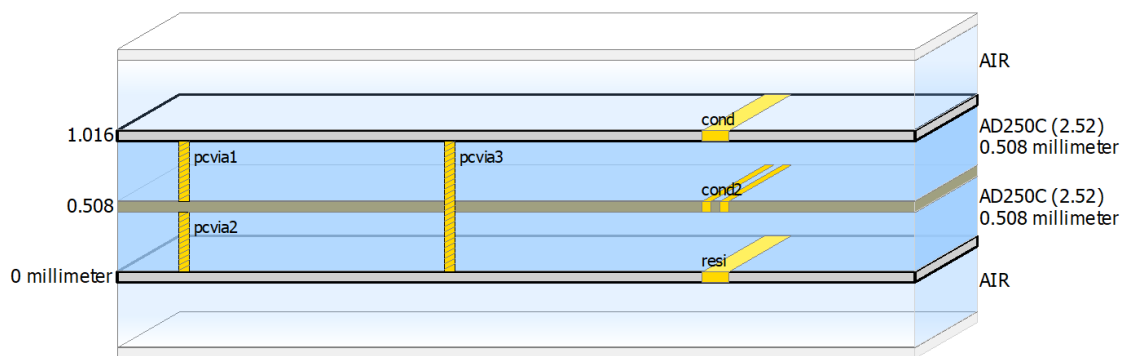 AIR
cond
1.016
AD250C (2.52)
0.508 millimeter
pcvia1
pcvia3
cond2
0.508
AD250C (2.52)
0.508 millimeter
pcvia2
resi
0 millimeter
AIR